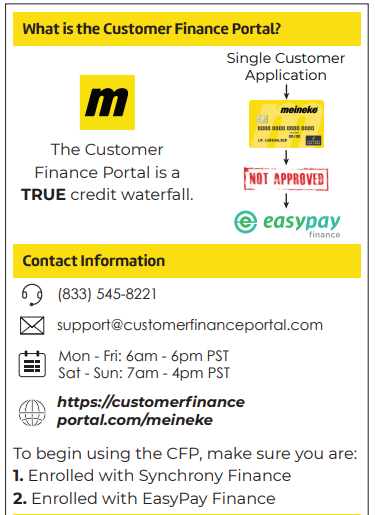 What is the Customer Finance Portal?
m
The Customer
Finance Portal is a
TRUE credit waterfall.
Single Customer
Application
meineke
0000 0000 0000 0000
00/00
NOT APPROVED
easypay
finance
Contact Information
(833) 545-8221
support@customerfinanceportal.com
Mon - Fri: 6am - 6pm PST
Sat - Sun: 7am - 4pm PST
https://customerfinance
portal.com/meineke
To begin using the CFP, make sure you are:
1. Enrolled with Synchrony Finance
2. Enrolled with EasyPay Finance